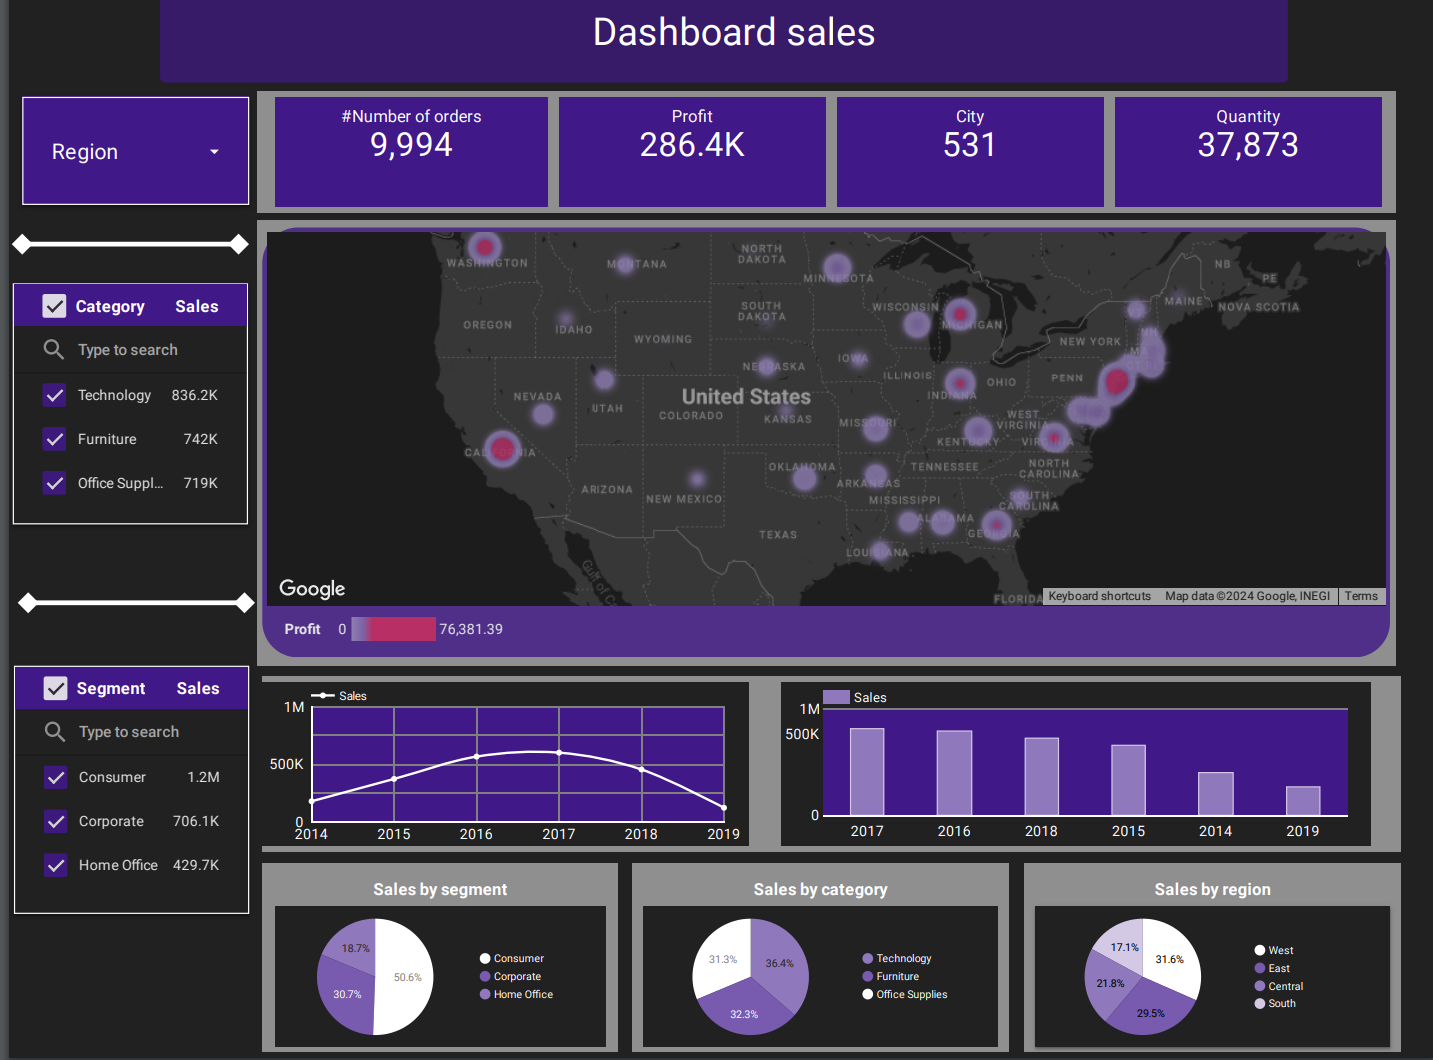 Dashboard sales
Region
#Number of orders
9,994
Profit
286.4K
City
531
Quantity
37,873
Category Sales
Type to search
Technology 836.2K
Furniture 742K
Office Suppl... 719K
WASHINGTON
MONTANA
NORTH
DAKOTA
MINNESOTA
NB
PE
MAINE
NOVA SCOTIA
OREGON
IDAHO
SOUTH
DAKOTA
WISCONSIN
MICHIGAN
VT
NH
WYOMING
NEW YORK
MA
IOWA
NEBRASKA
ILLINOIS
INDIANA
OHIO
PENN
NEVADA
UTAH
United States
COLORADO
KANSAS
MISSOURI
WEST
VIRGINIA
KENTUCKY
VIRGINIA
CALIFORNIA
OKLAHOMA
TENNESSEE
NORTH
CAROLINA
ARIZONA
NEW MEXICO
ARKANSAS
MISSISSIPPI
SOUTH
CAROLINA
ALABAMA
GEORGIA
TEXAS
LOUISIANA
Gulf of C
FLORIDA
Google
Keyboard shortcuts Map data ©2024 Google, INEGI Terms
Profit 0 76,381.39
Segment Sales
Type to search
Consumer 1.2M
Corporate 706.1K
Home Office 429.7K
Sales
1M
500K
0
2014 2015 2016 2017 2018 2019
Sales
1M
500K
0
2017 2016 2018 2015 2014 2019
Sales by segment
18.7%
50.6%
30.7%
Consumer
Corporate
Home Office
Sales by category
31.3%
36.4%
32.3%
Technology
Furniture
Office Supplies
Sales by region
17.1%
31.6%
21.8%
29.5%
West
East
Central
South